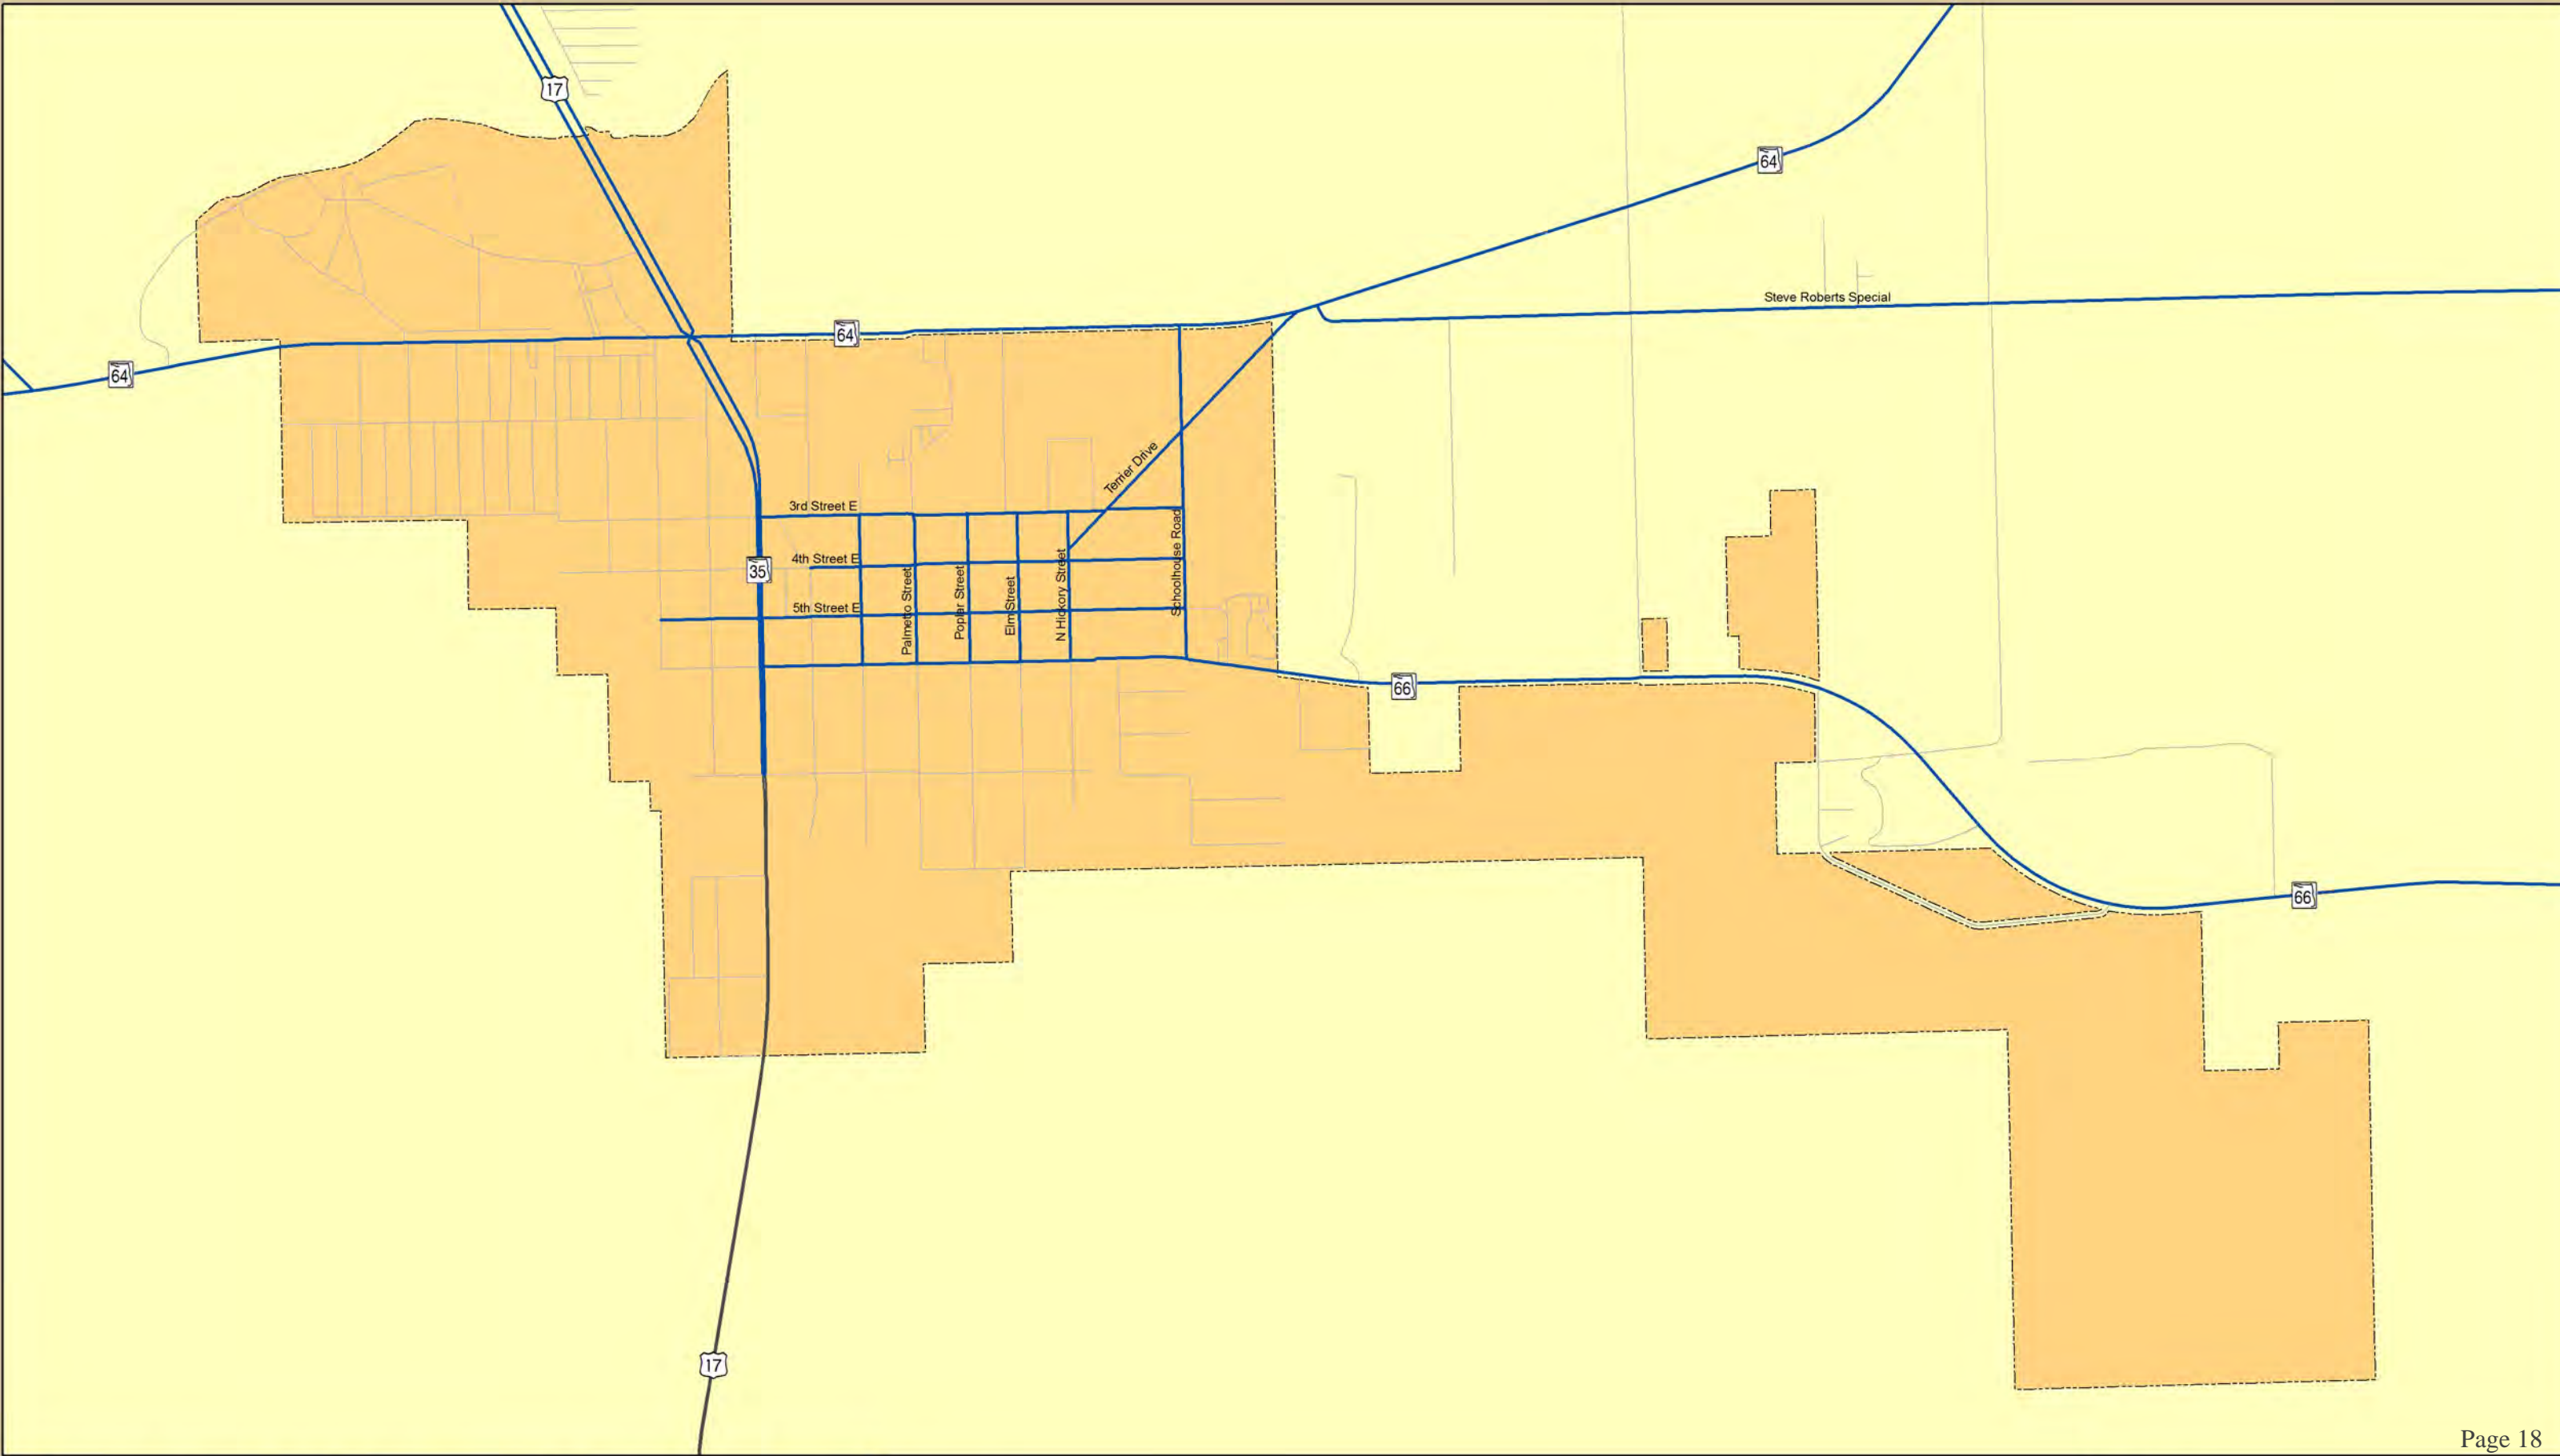 17
64
Steve Roberts Special
64
64
Terrier Drive
3rd Street E
4th Street E
35
5th Street E
Palmetto Street
Poplar Street
Elm Street
N Hickory Street
Schoolhouse Road
66
66
17
Page 18